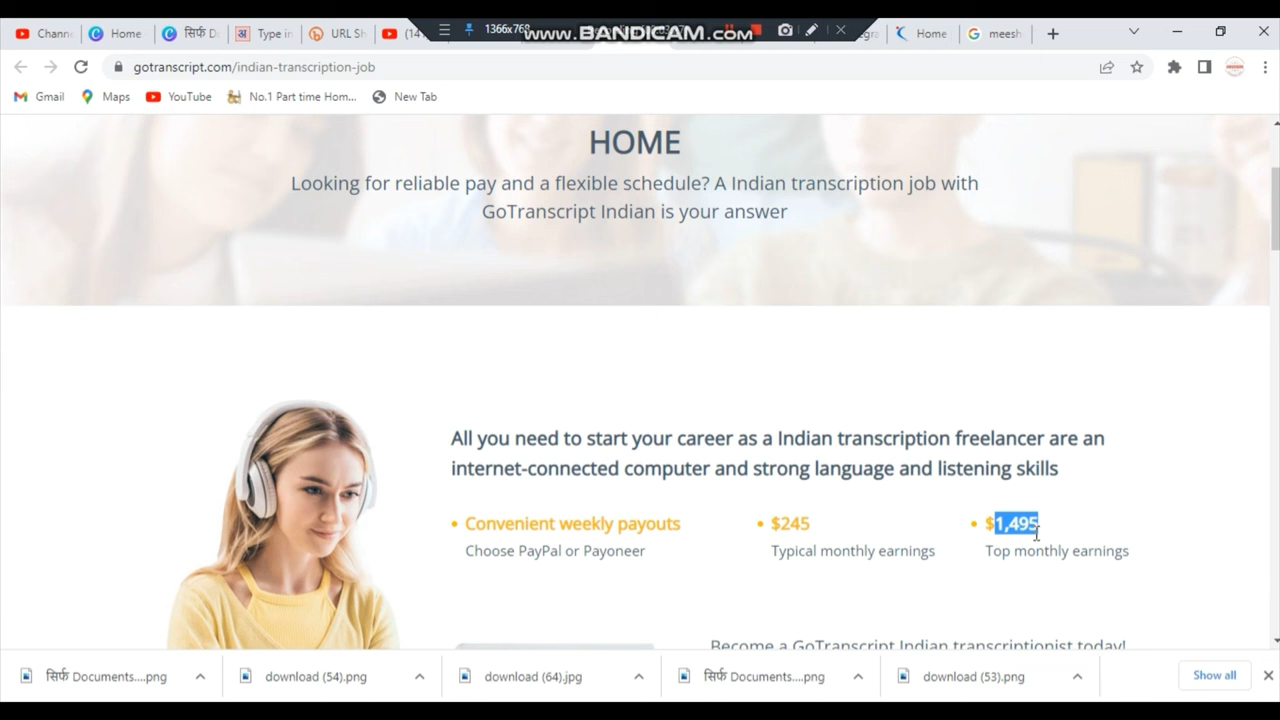 1366x768
www.BANDICAM.com
Chann
Home
सिर्फ D
Type in
URL Sh
(14
Home
meesh
gotranscript.com/indian-transcription-job
Gmail
Maps
YouTube
No.1 Part time Hom...
New Tab
HOME
Looking for reliable pay and a flexible schedule? A Indian transcription job with
GoTranscript Indian is your answer
All you need to start your career as a Indian transcription freelancer are an
internet-connected computer and strong language and listening skills
• Convenient weekly payouts
Choose PayPal or Payoneer
• $245
Typical monthly earnings
• $1,495
Top monthly earnings
Become a GoTranscript Indian transcriptionist today!
सिर्फ Documents....png
download (54).png
download (64).jpg
सिर्फ Documents....png
download (53).png
Show all